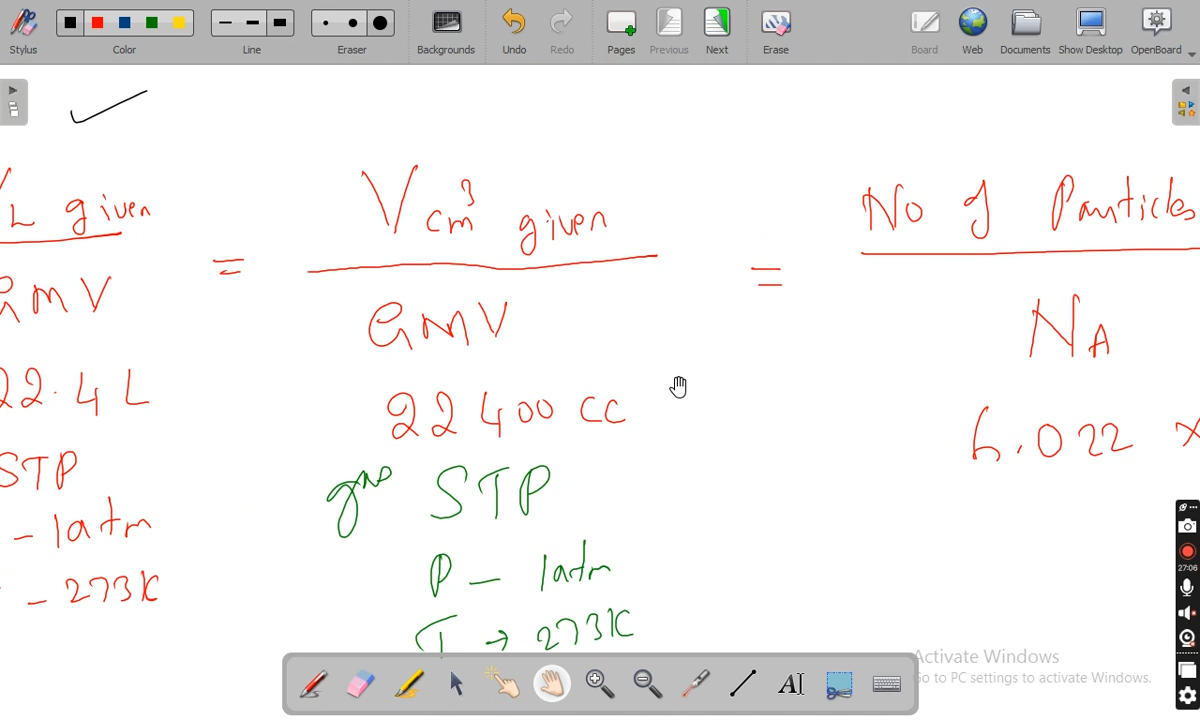 Stylus
Color
Line
Eraser
Backgrounds
Undo
Redo
Pages
Previous
Next
Erase
Board
Web
Documents
Show Desktop
OpenBoard
L given = V cm³ given = No of Particles
GMV GMV NA
22.4 L 22400 cc 6.022 ×
STP gas STP
- 1atm P - 1atm
- 273K T → 273K
27:06
Activate Windows
Go to PC settings to activate Windows.